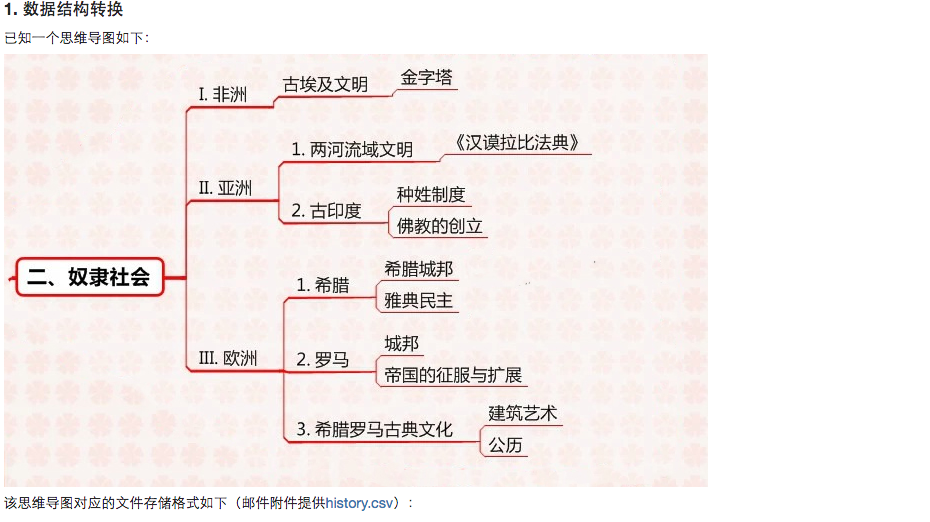 1. 数据结构转换
已知一个思维导图如下：
二、奴隶社会
I. 非洲
古埃及文明
金字塔
II. 亚洲
1. 两河流域文明
《汉谟拉比法典》
2. 古印度
种姓制度
佛教的创立
III. 欧洲
1. 希腊
希腊城邦
雅典民主
2. 罗马
城邦
帝国的征服与扩展
3. 希腊罗马古典文化
建筑艺术
公历
该思维导图对应的文件存储格式如下（邮件附件提供history.csv）：